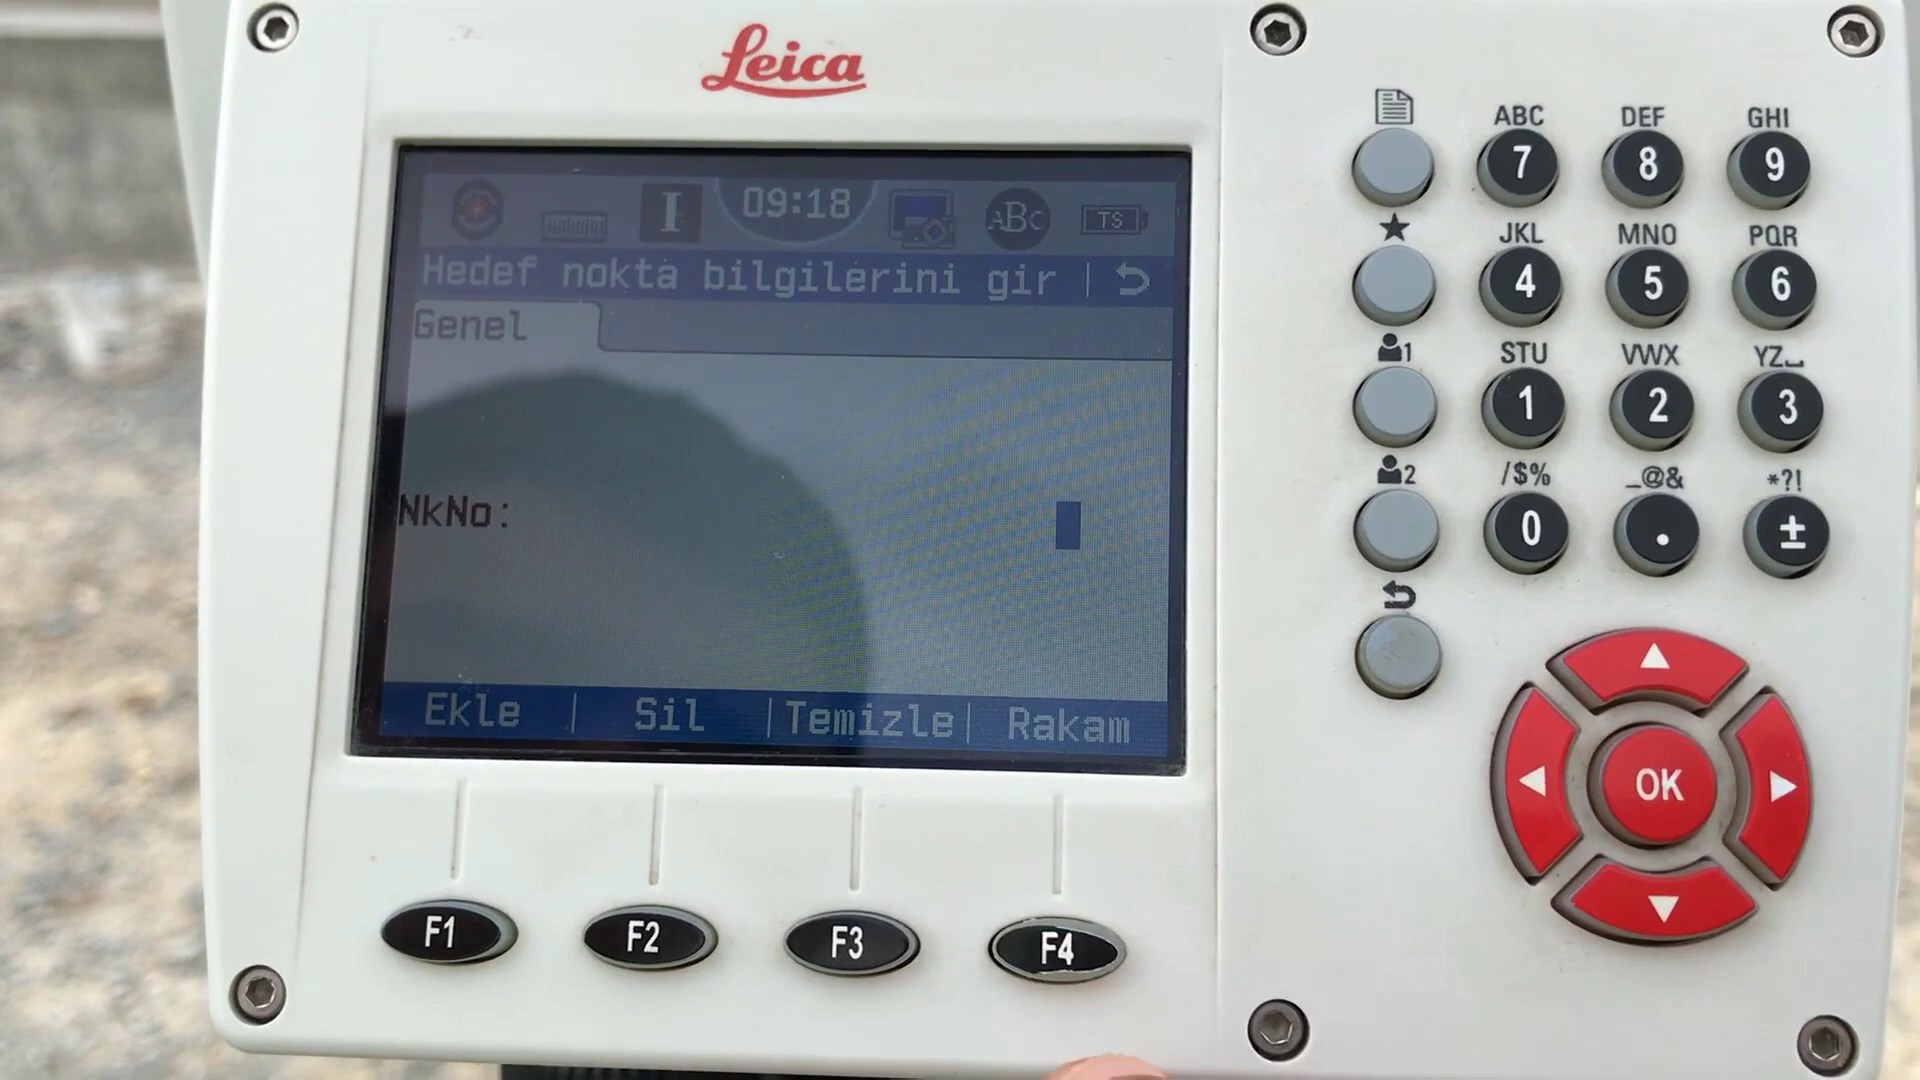 Leica
I 09:18 ABC TS
Hedef nokta bilgilerini gir
Genel
NkNo:
Ekle | Sil | Temizle | Rakam
F1 F2 F3 F4
ABC DEF GHI
7 8 9
JKL MNO PQR
4 5 6
1 STU VWX YZ
1 2 3
2 /$% _@& *?!
0 . ±
OK